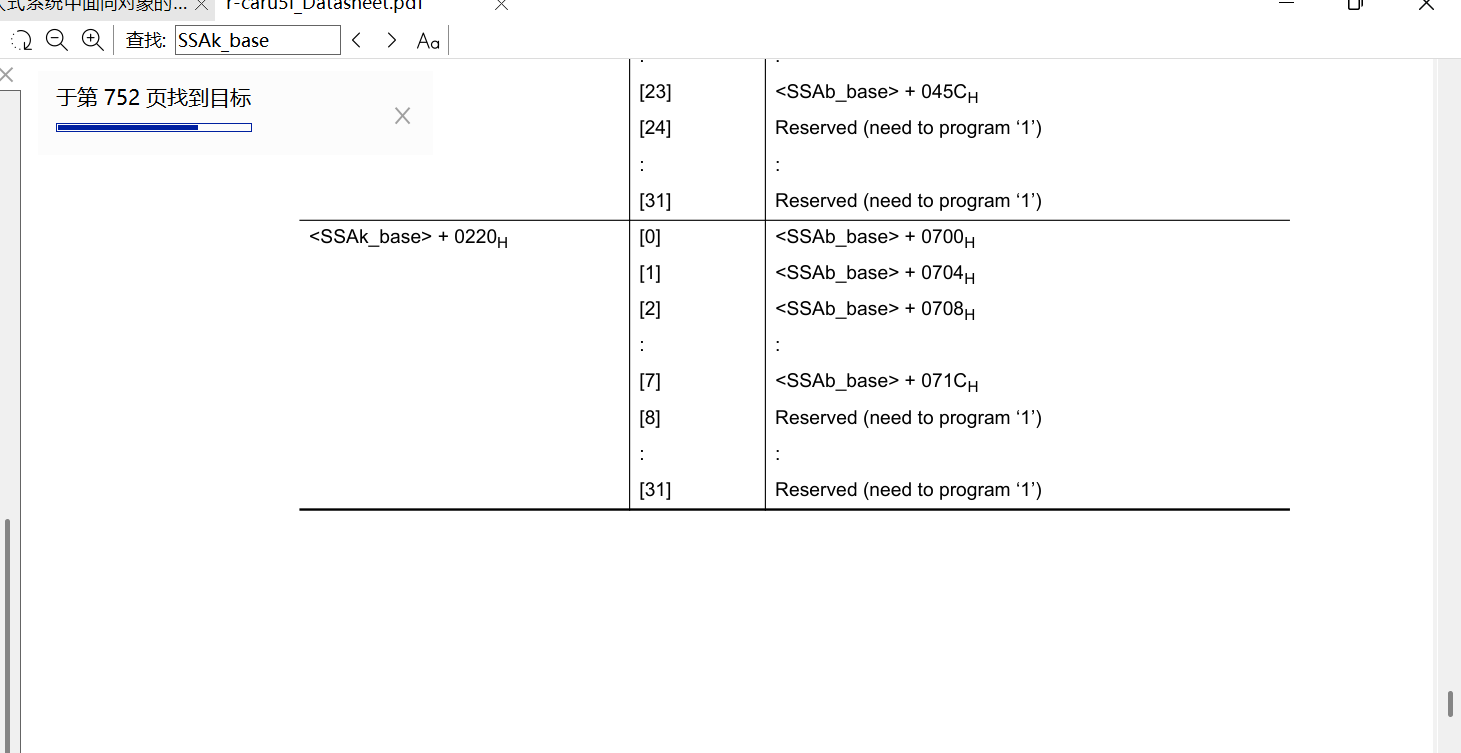 式系统中面向对象的...
r-caru5f_Datasheet.pdf
查找: SSAk_base
Aa
于第 752 页找到目标
: :
[23] <SSAb_base> + 045CH
[24] Reserved (need to program ‘1’)
: :
[31] Reserved (need to program ‘1’)
<SSAk_base> + 0220H [0] <SSAb_base> + 0700H
[1] <SSAb_base> + 0704H
[2] <SSAb_base> + 0708H
: :
[7] <SSAb_base> + 071CH
[8] Reserved (need to program ‘1’)
: :
[31] Reserved (need to program ‘1’)